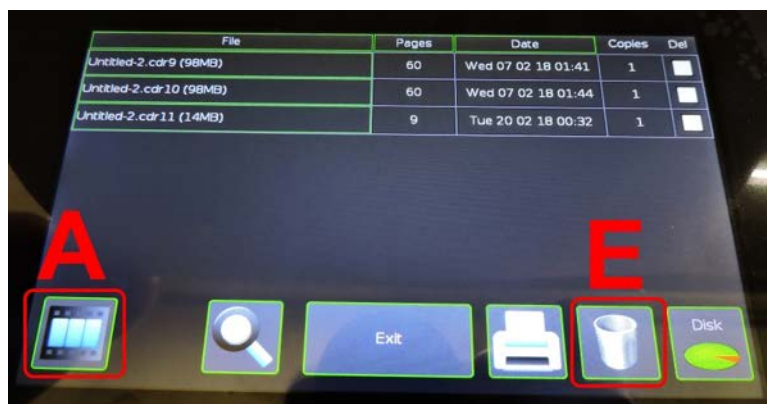 File Pages Date Copies Del
Untitled-2.cdr9 (98MB) 60 Wed 07 02 18 01:41 1
Untitled-2.cdr10 (98MB) 60 Wed 07 02 18 01:44 1
Untitled-2.cdr11 (14MB) 9 Tue 20 02 18 00:32 1
A E
Exit Disk